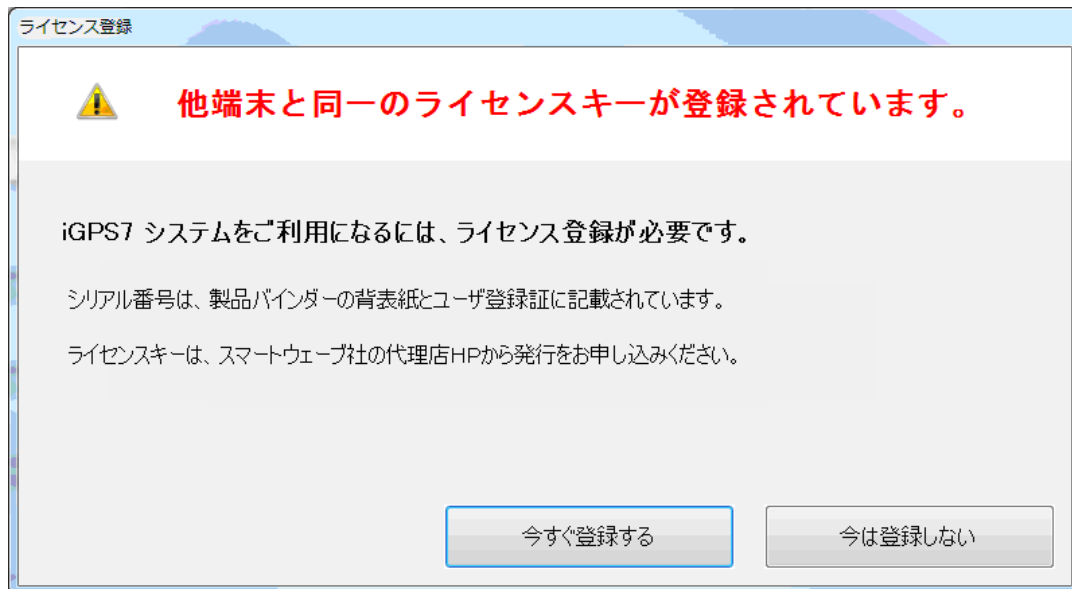 ライセンス登録
他端末と同一のライセンスキーが登録されています。
iGPS7 システムをご利用になるには、ライセンス登録が必要です。
シリアル番号は、製品バインダーの背表紙とユーザ登録証に記載されています。
ライセンスキーは、スマートウェーブ社の代理店HPから発行をお申し込みください。
今すぐ登録する
今は登録しない